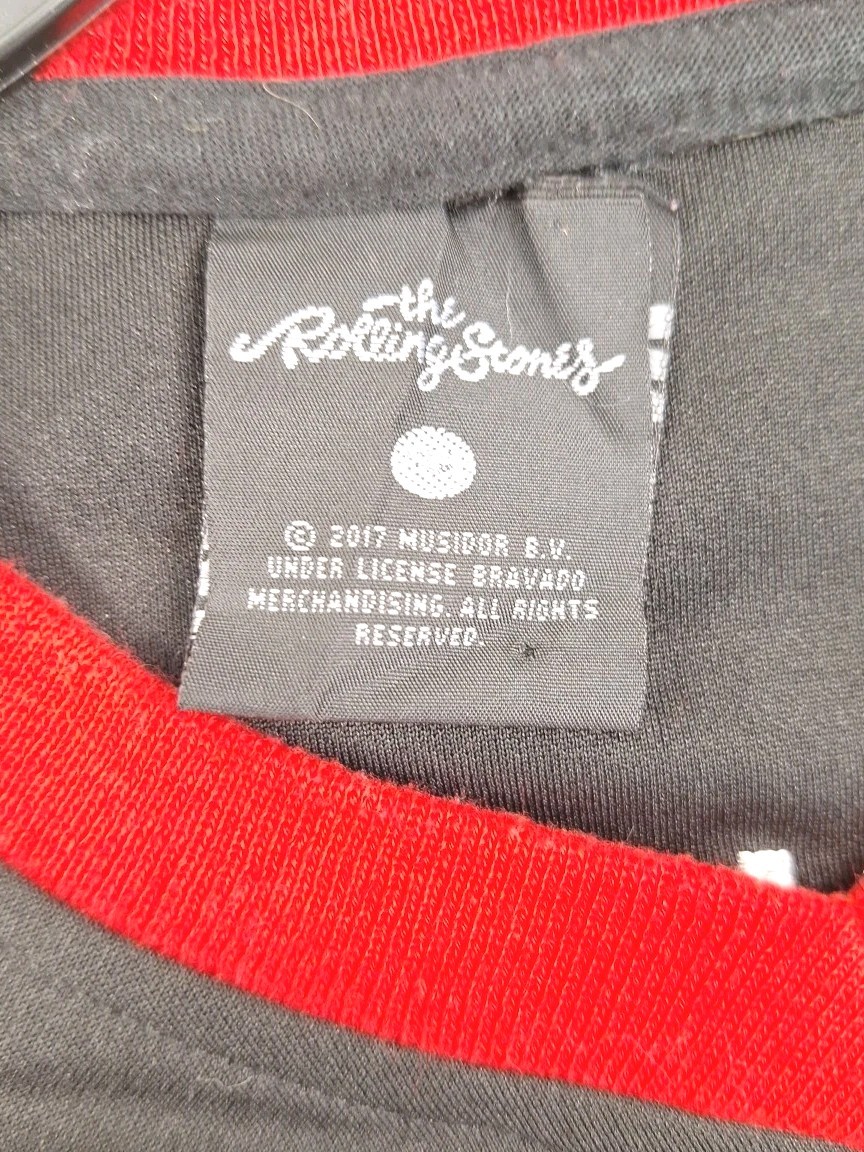 the
Rolling Stones
© 2017 MUSIDOR B.V.
UNDER LICENSE BRAVADO
MERCHANDISING. ALL RIGHTS
RESERVED.